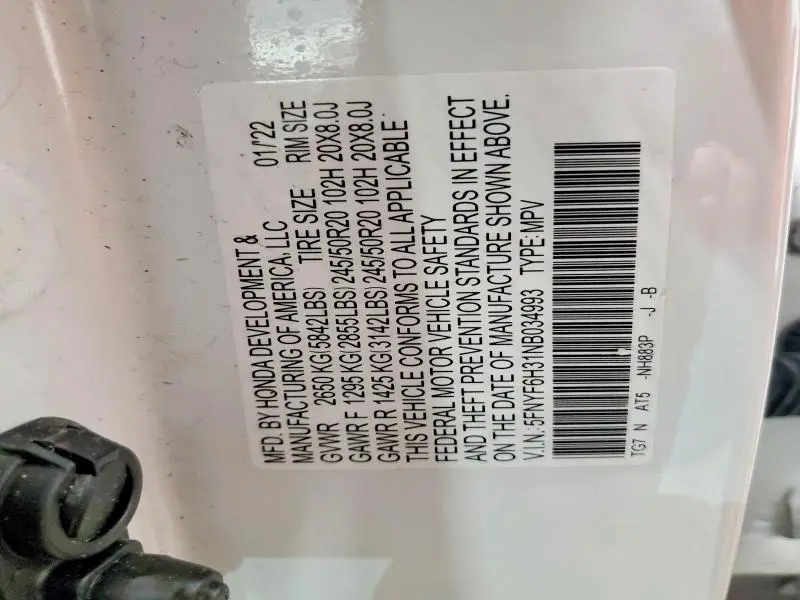 MFD. BY HONDA DEVELOPMENT & 01/'22
MANUFACTURING OF AMERICA, LLC
GVWR 2650 KG(5842LBS) TIRE SIZE RIM SIZE
GAWR F 1295 KG(2855LBS) 245/50R20 102H 20X8.0J
GAWR R 1425 KG(3142LBS) 245/50R20 102H 20X8.0J
THIS VEHICLE CONFORMS TO ALL APPLICABLE
FEDERAL MOTOR VEHICLE SAFETY
AND THEFT PREVENTION STANDARDS IN EFFECT
ON THE DATE OF MANUFACTURE SHOWN ABOVE.
V.I.N.: 5FNYF6H31NB034993 TYPE: MPV
TG7 N AT5 -NH883P -J -B